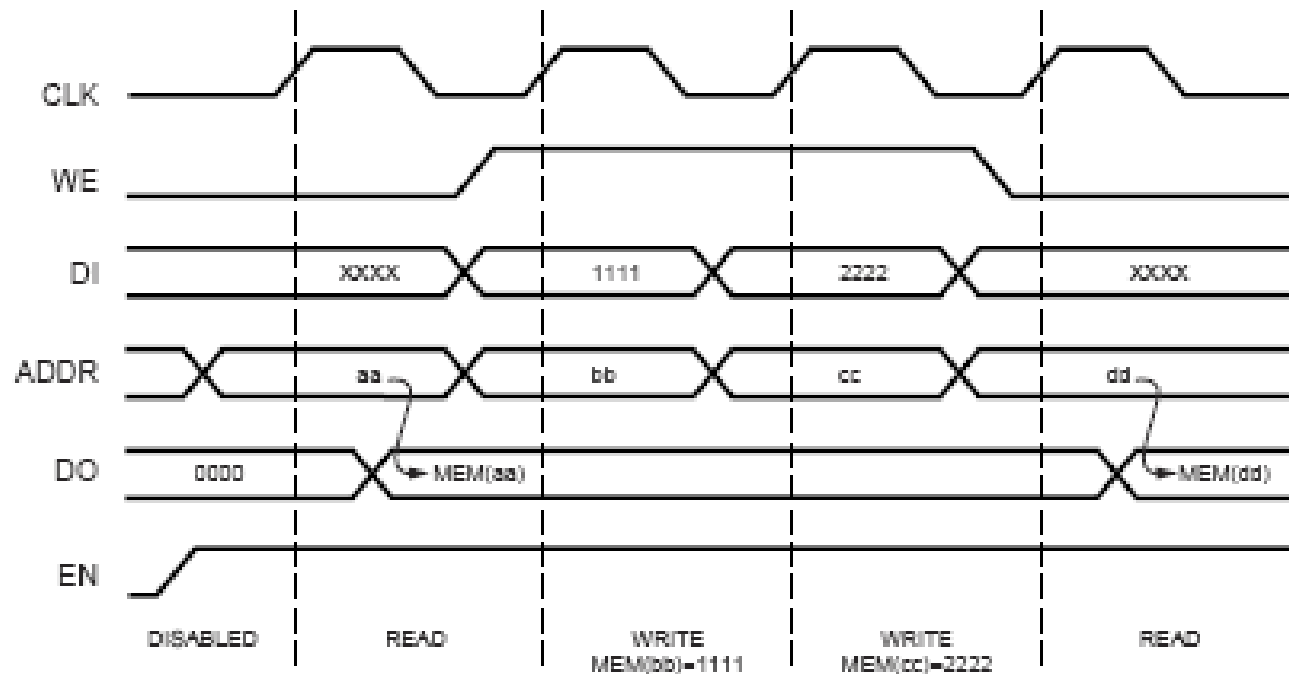 CLK
WE
DI XXXX 1111 2222 XXXX
ADDR aa bb cc dd
DO 0000 MEM(aa) MEM(dd)
EN
DISABLED READ WRITE WRITE READ
MEM(bb)=1111 MEM(cc)=2222